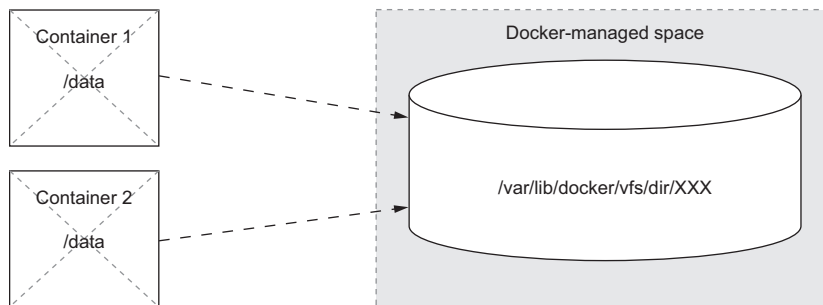 Container 1
/data
Docker-managed space
/var/lib/docker/vfs/dir/XXX
Container 2
/data